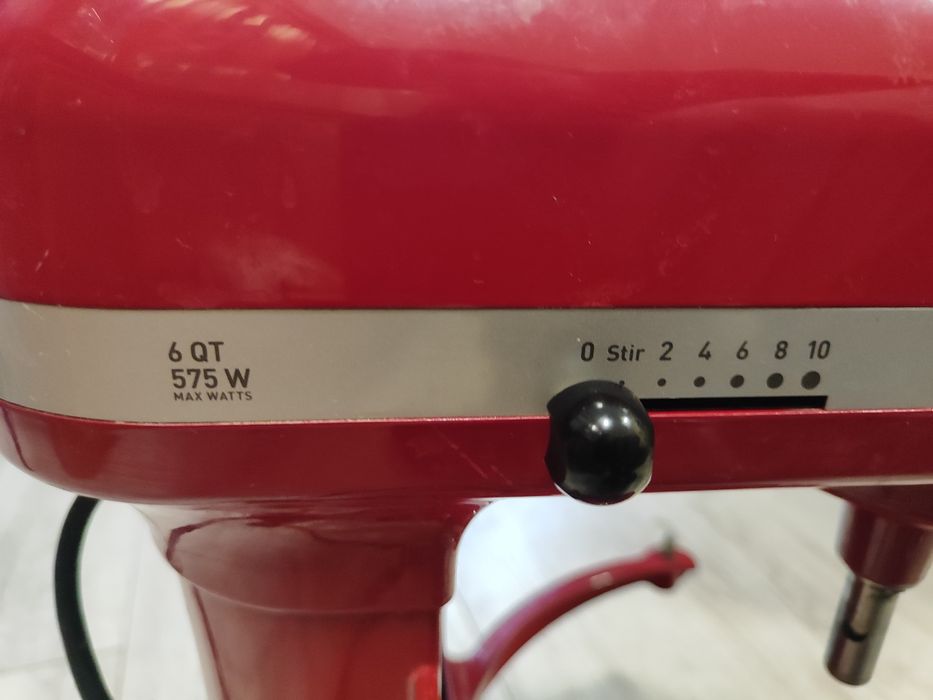 6 QT
575 W
MAX WATTS
0 Stir 2 4 6 8 10